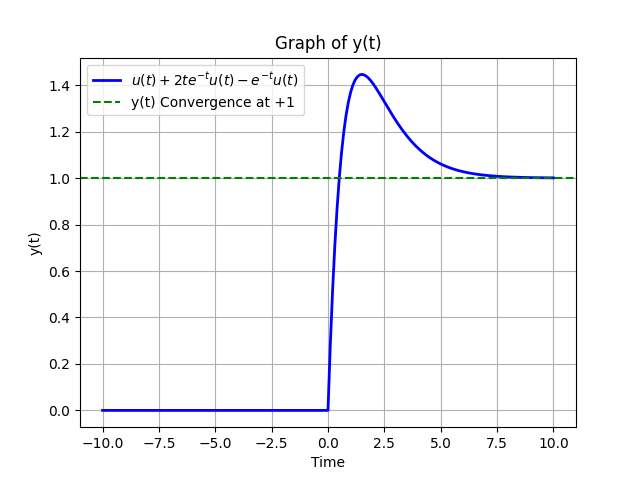 Graph of y(t)
u(t) + 2te⁻ᵗu(t) − e⁻ᵗu(t)
y(t) Convergence at +1
1.4
1.2
1.0
0.8
0.6
0.4
0.2
0.0
y(t)
−10.0 −7.5 −5.0 −2.5 0.0 2.5 5.0 7.5 10.0
Time